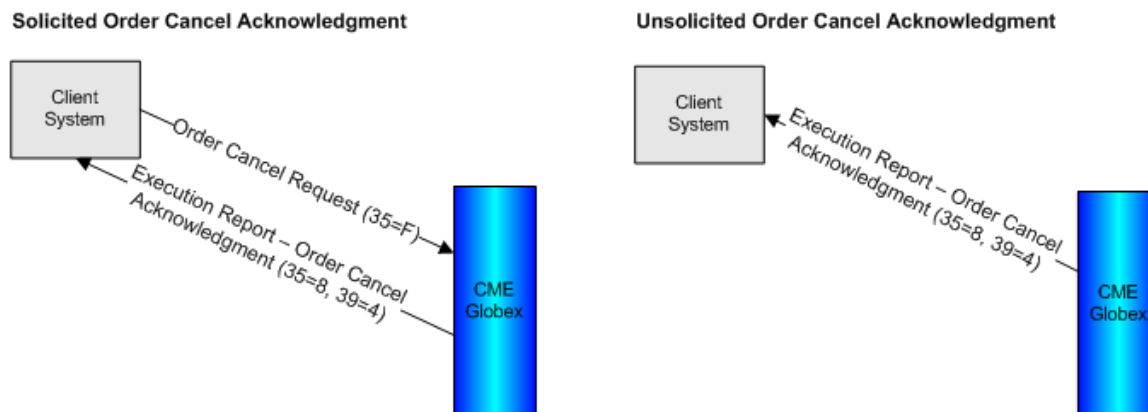 Solicited Order Cancel Acknowledgment
Client
System
Order Cancel Request (35=F)
Execution Report – Order Cancel
Acknowledgment (35=8, 39=4)
CME
Globex
Unsolicited Order Cancel Acknowledgment
Client
System
Execution Report – Order Cancel
Acknowledgment (35=8, 39=4)
CME
Globex